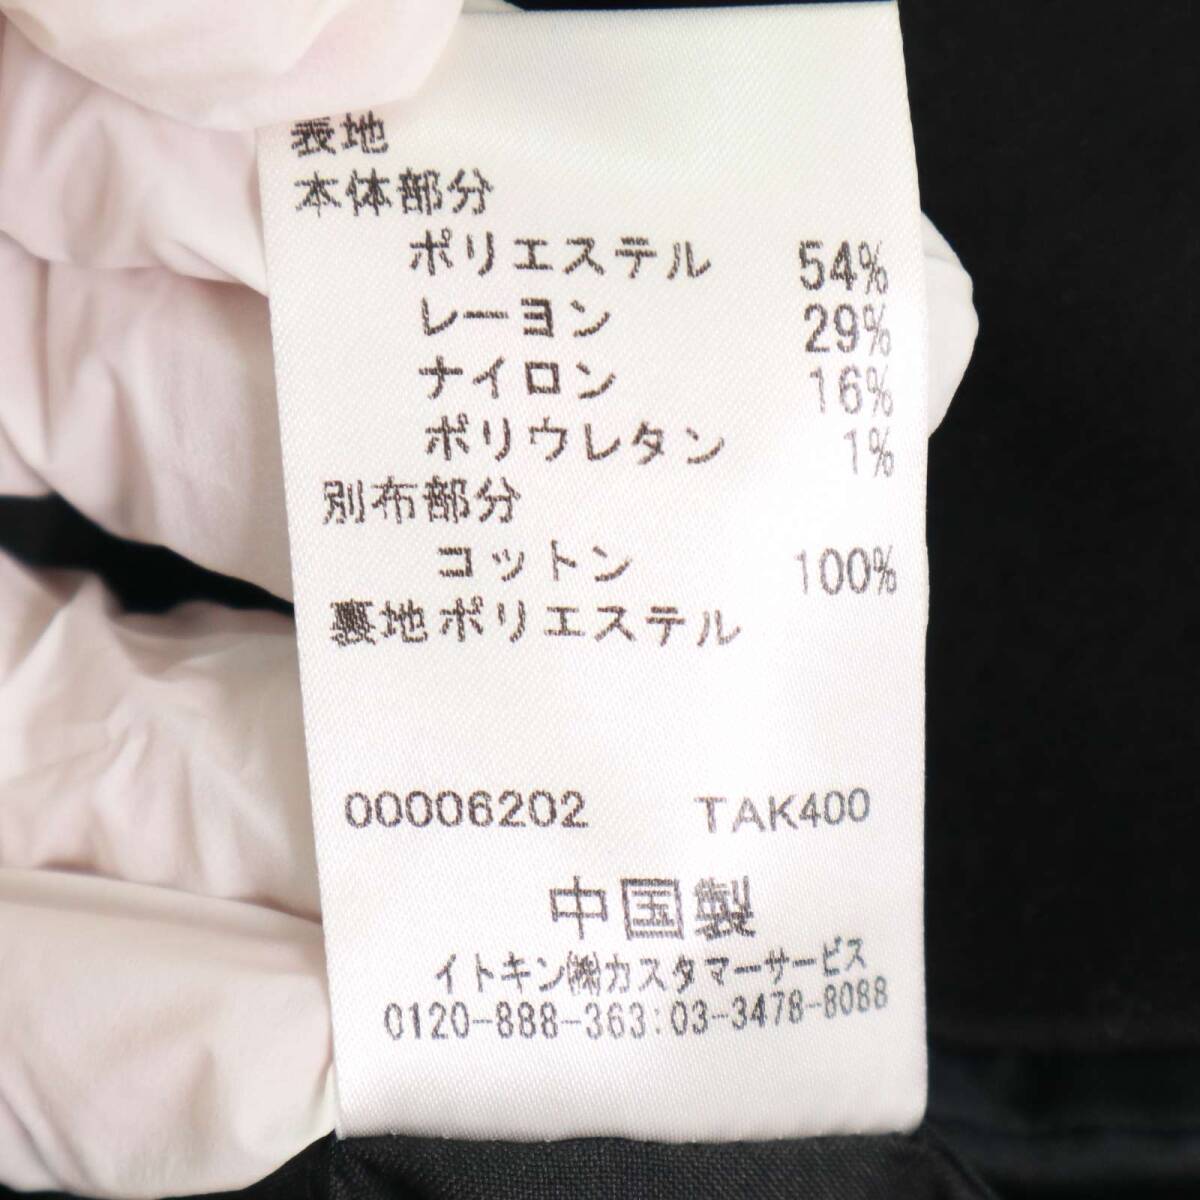 表地
本体部分
ポリエステル 54%
レーヨン 29%
ナイロン 16%
ポリウレタン 1%
別布部分
コットン 100%
裏地ポリエステル
00006202 TAK400
中国製
イトキン㈱カスタマーサービス
0120-888-363:03-3478-8088